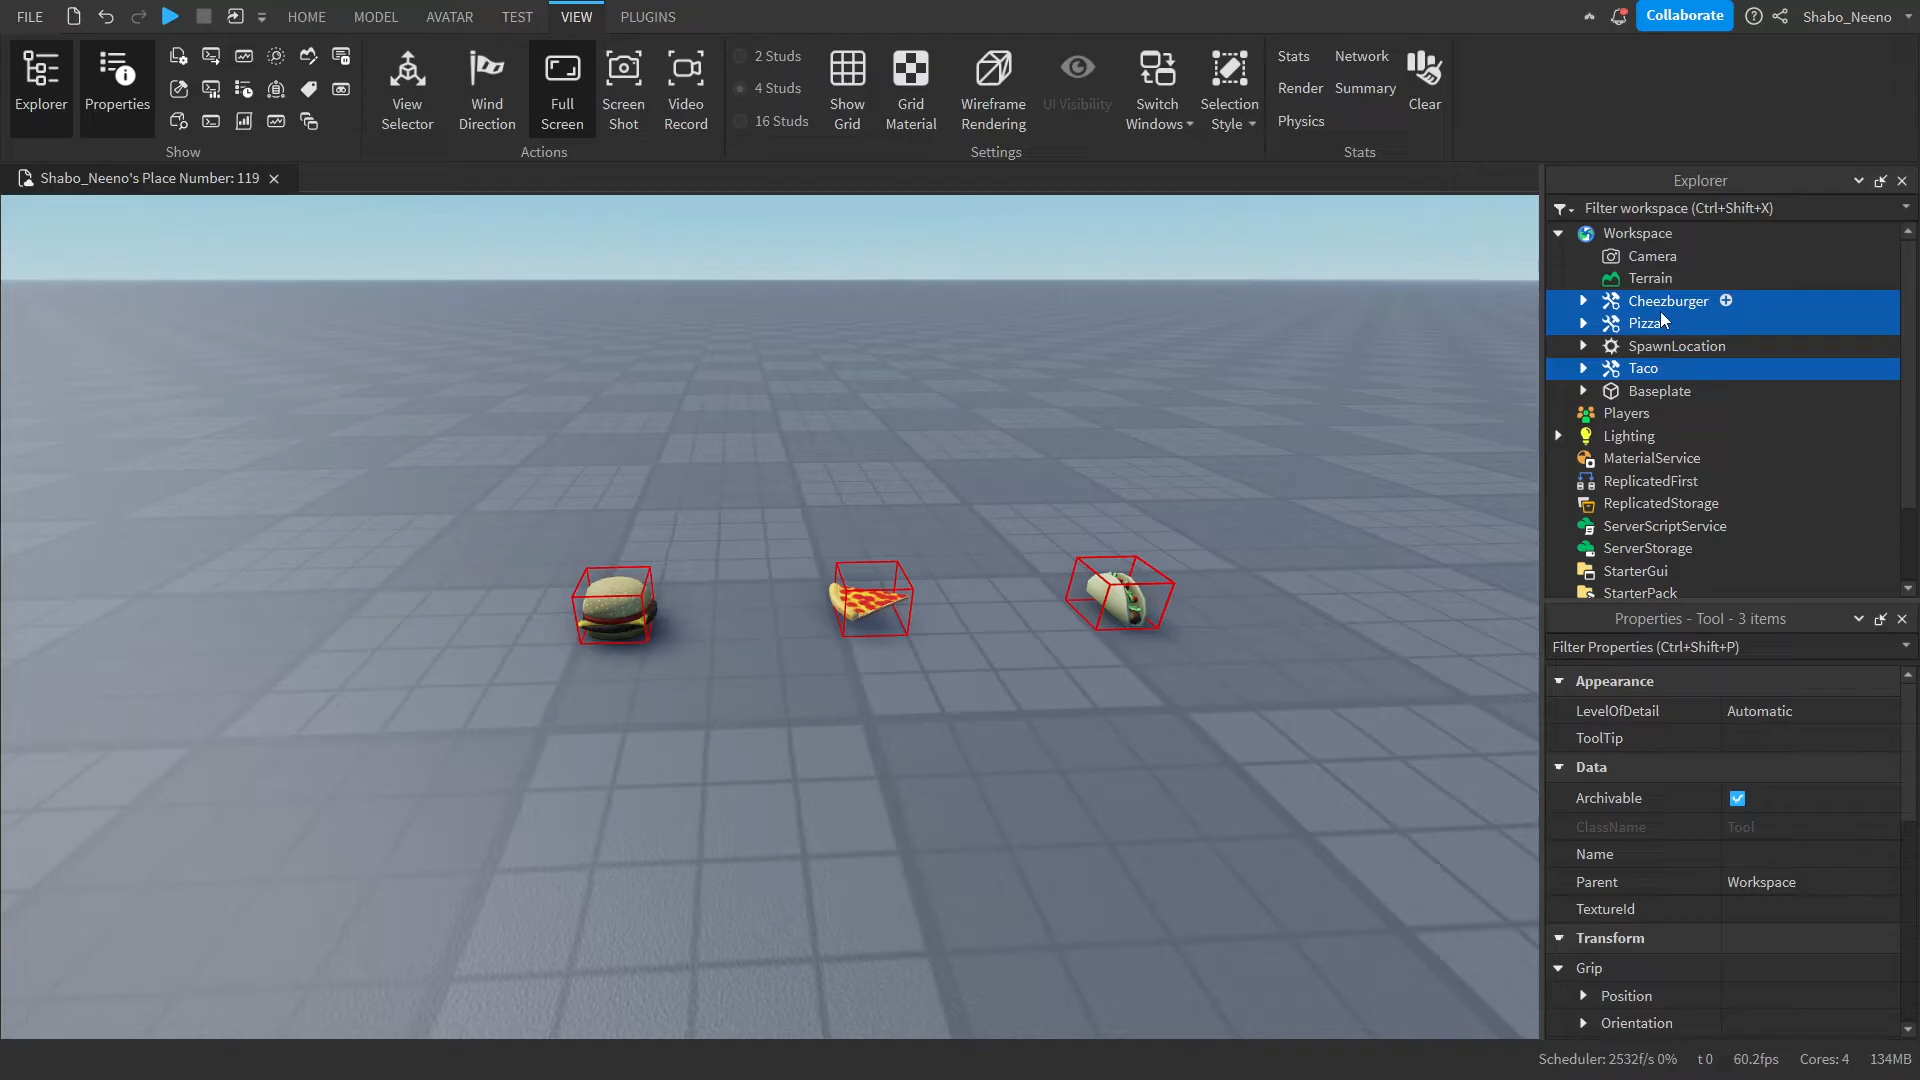 FILE HOME MODEL AVATAR TEST VIEW PLUGINS Collaborate Shabo_Neeno
Explorer Properties
Show
View Selector
Wind Direction
Full Screen
Screen Shot
Video Record
Actions
2 Studs
4 Studs
16 Studs
Show Grid
Grid Material
Wireframe Rendering
UI Visibility
Switch Windows
Selection Style
Settings
Stats Network
Render Summary
Physics
Clear
Stats
Shabo_Neeno's Place Number: 119
Explorer
Filter workspace (Ctrl+Shift+X)
Workspace
Camera
Terrain
Cheezburger
Pizza
SpawnLocation
Taco
Baseplate
Players
Lighting
MaterialService
ReplicatedFirst
ReplicatedStorage
ServerScriptService
ServerStorage
StarterGui
StarterPack
Properties - Tool - 3 items
Filter Properties (Ctrl+Shift+P)
Appearance
LevelOfDetail Automatic
ToolTip
Data
Archivable
ClassName Tool
Name
Parent Workspace
TextureId
Transform
Grip
Position
Orientation
Scheduler: 2532f/s 0% t 0 60.2fps Cores: 4 134MB